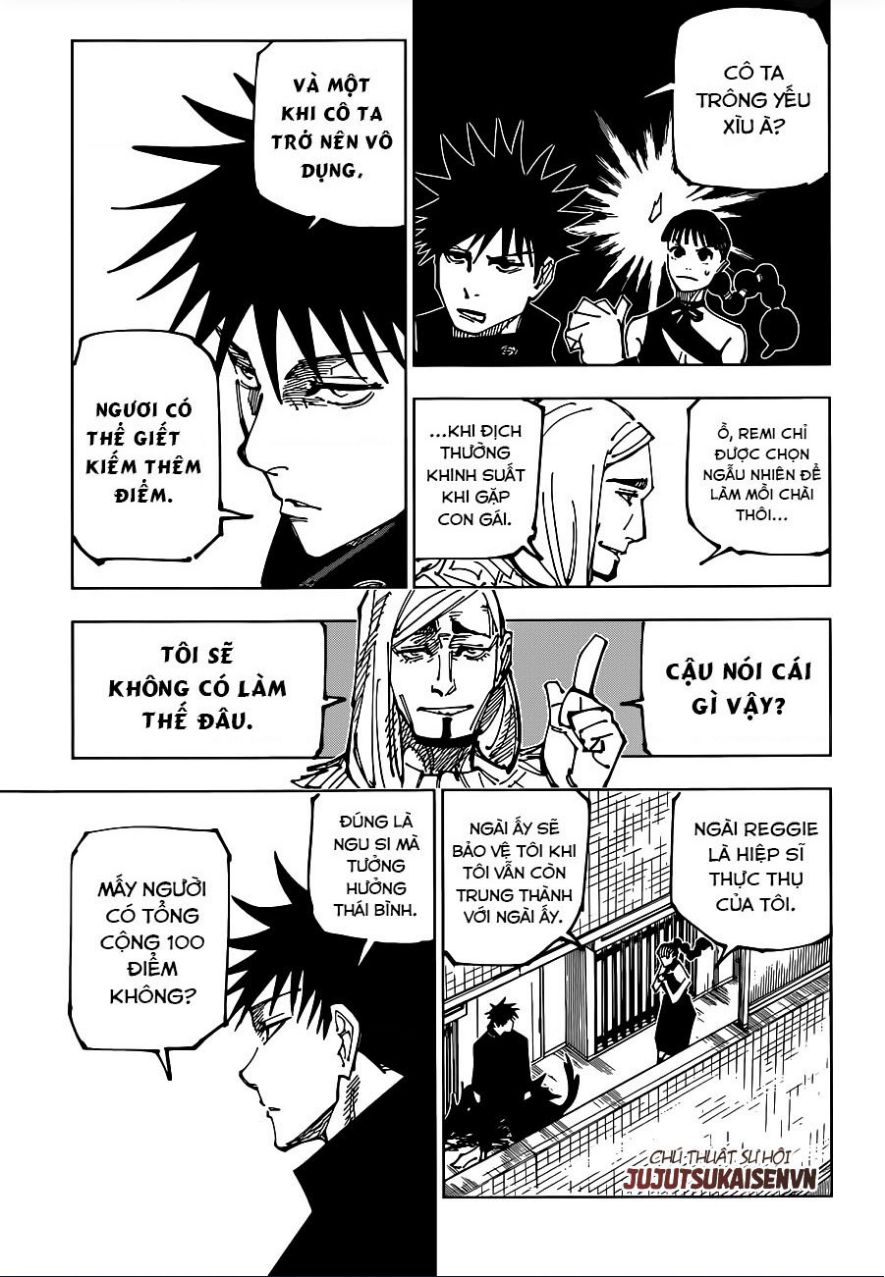 CÔ TA
TRÔNG YẾU
XÌU À?
VÀ MỘT
KHI CÔ TA
TRỞ NÊN VÔ
DỤNG,
NGƯƠI CÓ
THỂ GIẾT
KIẾM THÊM
ĐIỂM.
Ồ, REMI CHỈ
ĐƯỢC CHỌN
NGẪU NHIÊN ĐỂ
LÀM MỒI CHÀI
THÔI...
...KHI ĐỊCH
THƯỜNG
KHINH SUẤT
KHI GẶP
CON GÁI.
CẬU NÓI CÁI
GÌ VẬY?
TÔI SẼ
KHÔNG CÓ LÀM
THẾ ĐÂU.
NGÀI REGGIE
LÀ HIỆP SĨ
THỰC THỤ
CỦA TÔI.
NGÀI ẤY SẼ
BẢO VỆ TÔI KHI
TÔI VẪN CÒN
TRUNG THÀNH
VỚI NGÀI ẤY.
ĐÚNG LÀ
NGU SI MÀ
TƯỞNG
HƯỞNG
THÁI BÌNH.
MẤY NGƯỜI
CÓ TỔNG
CỘNG 100
ĐIỂM
KHÔNG?
CHÚ THUẬT SƯ HỘI
JUJUTSUKAISENVN